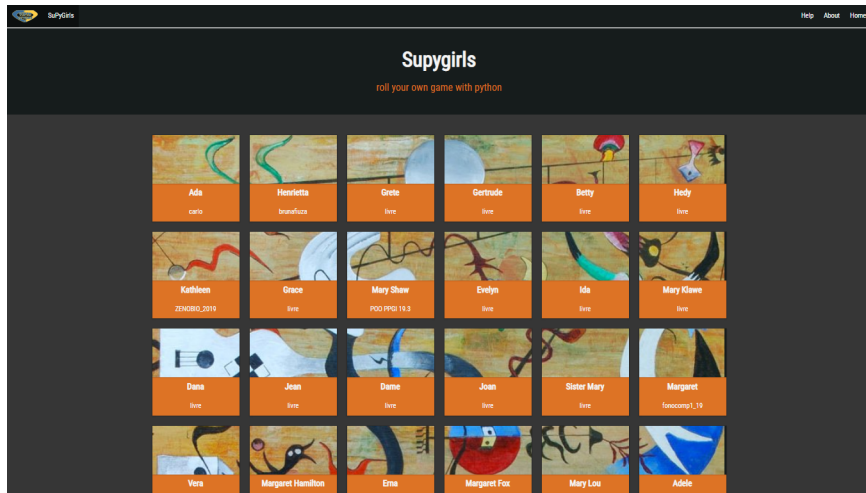 SuPyGirls Help About Home
Supygirls
roll your own game with python
Ada Henrietta Grete Gertrude Betty Hedy
cario brunafiuza livre livre livre livre
Kathleen Grace Mary Shaw Evelyn Ida Mary Klawe
ZENOBIO_2019 livre POO PPGI 19.3 livre livre livre
Dana Jean Dame Joan Sister Mary Margaret
livre livre livre livre livre fonocomp1_19
Vera Margaret Hamilton Erna Margaret Fox Mary Lou Adele